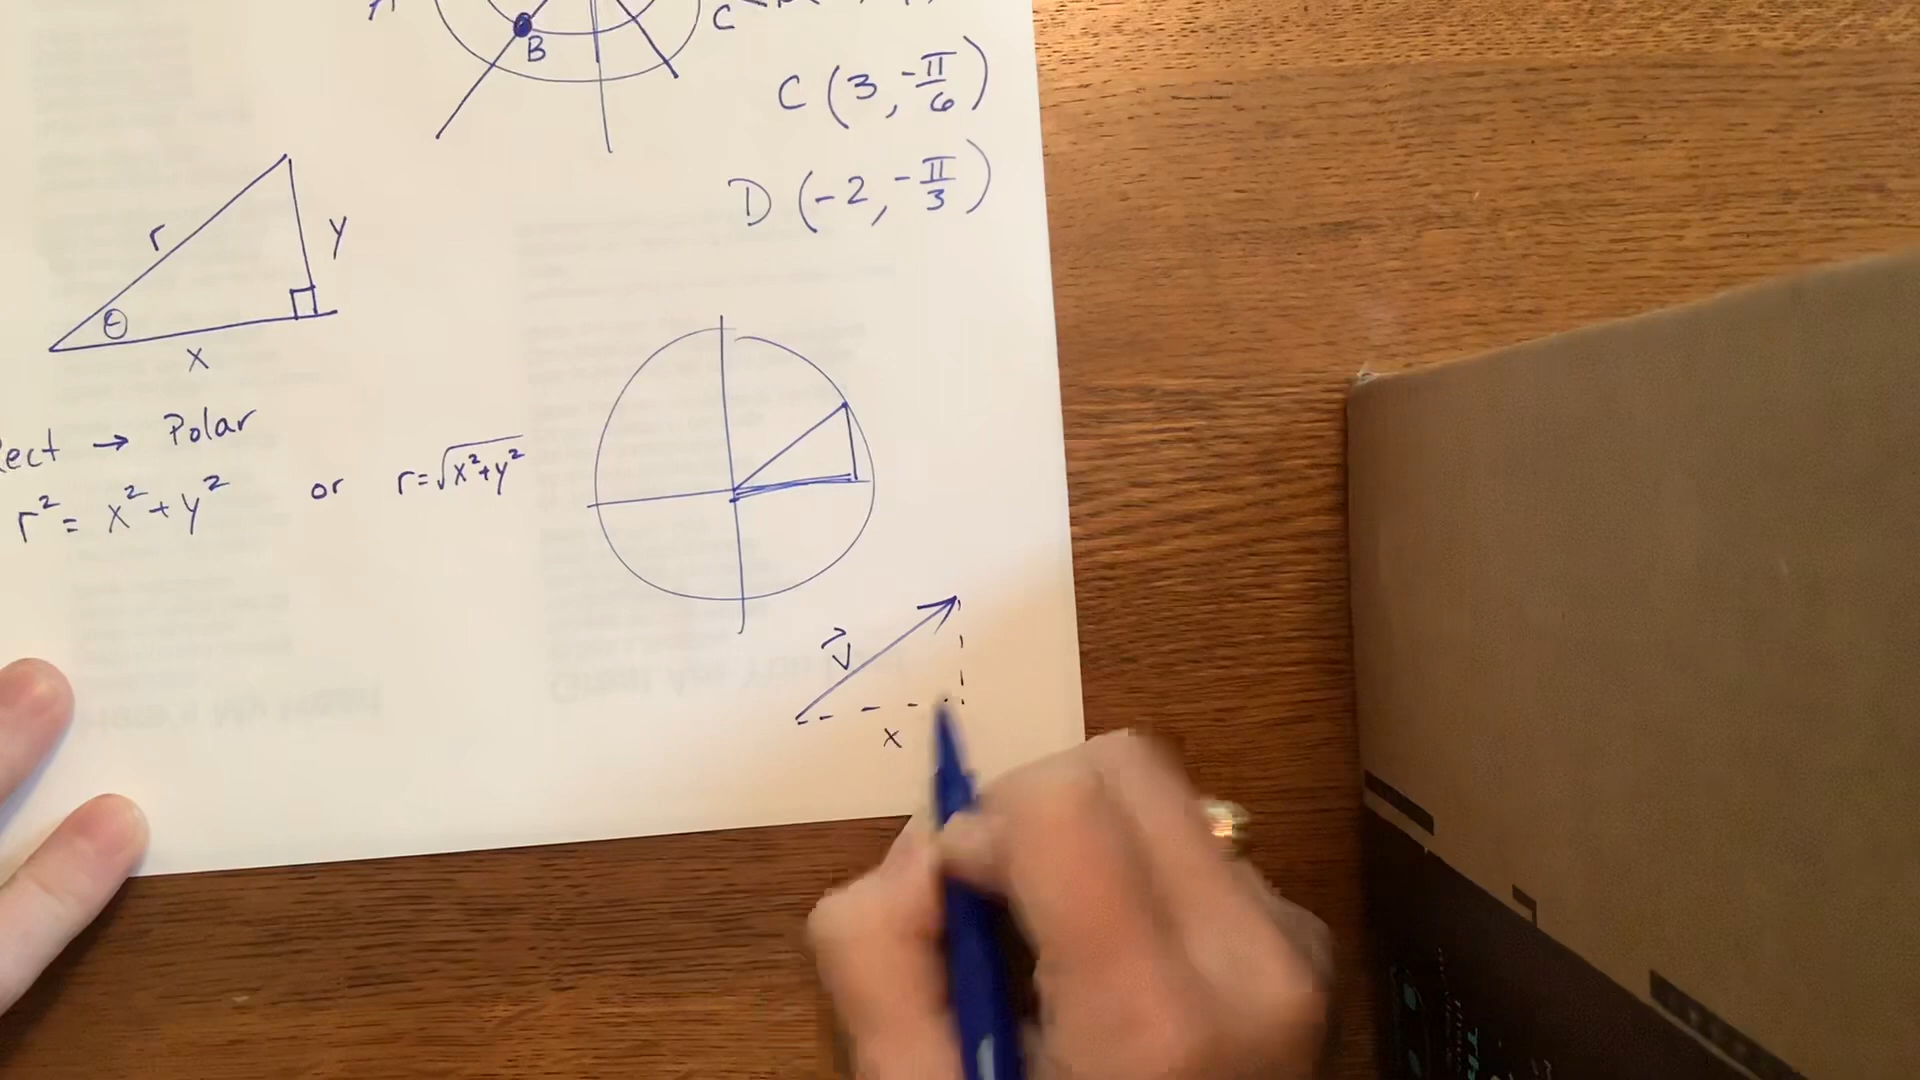 B
C
C (3, -π/6)
D (-2, -π/3)
r
y
θ
x
Rect → Polar
r² = x² + y² or r = √x² + y²
v⃗
x